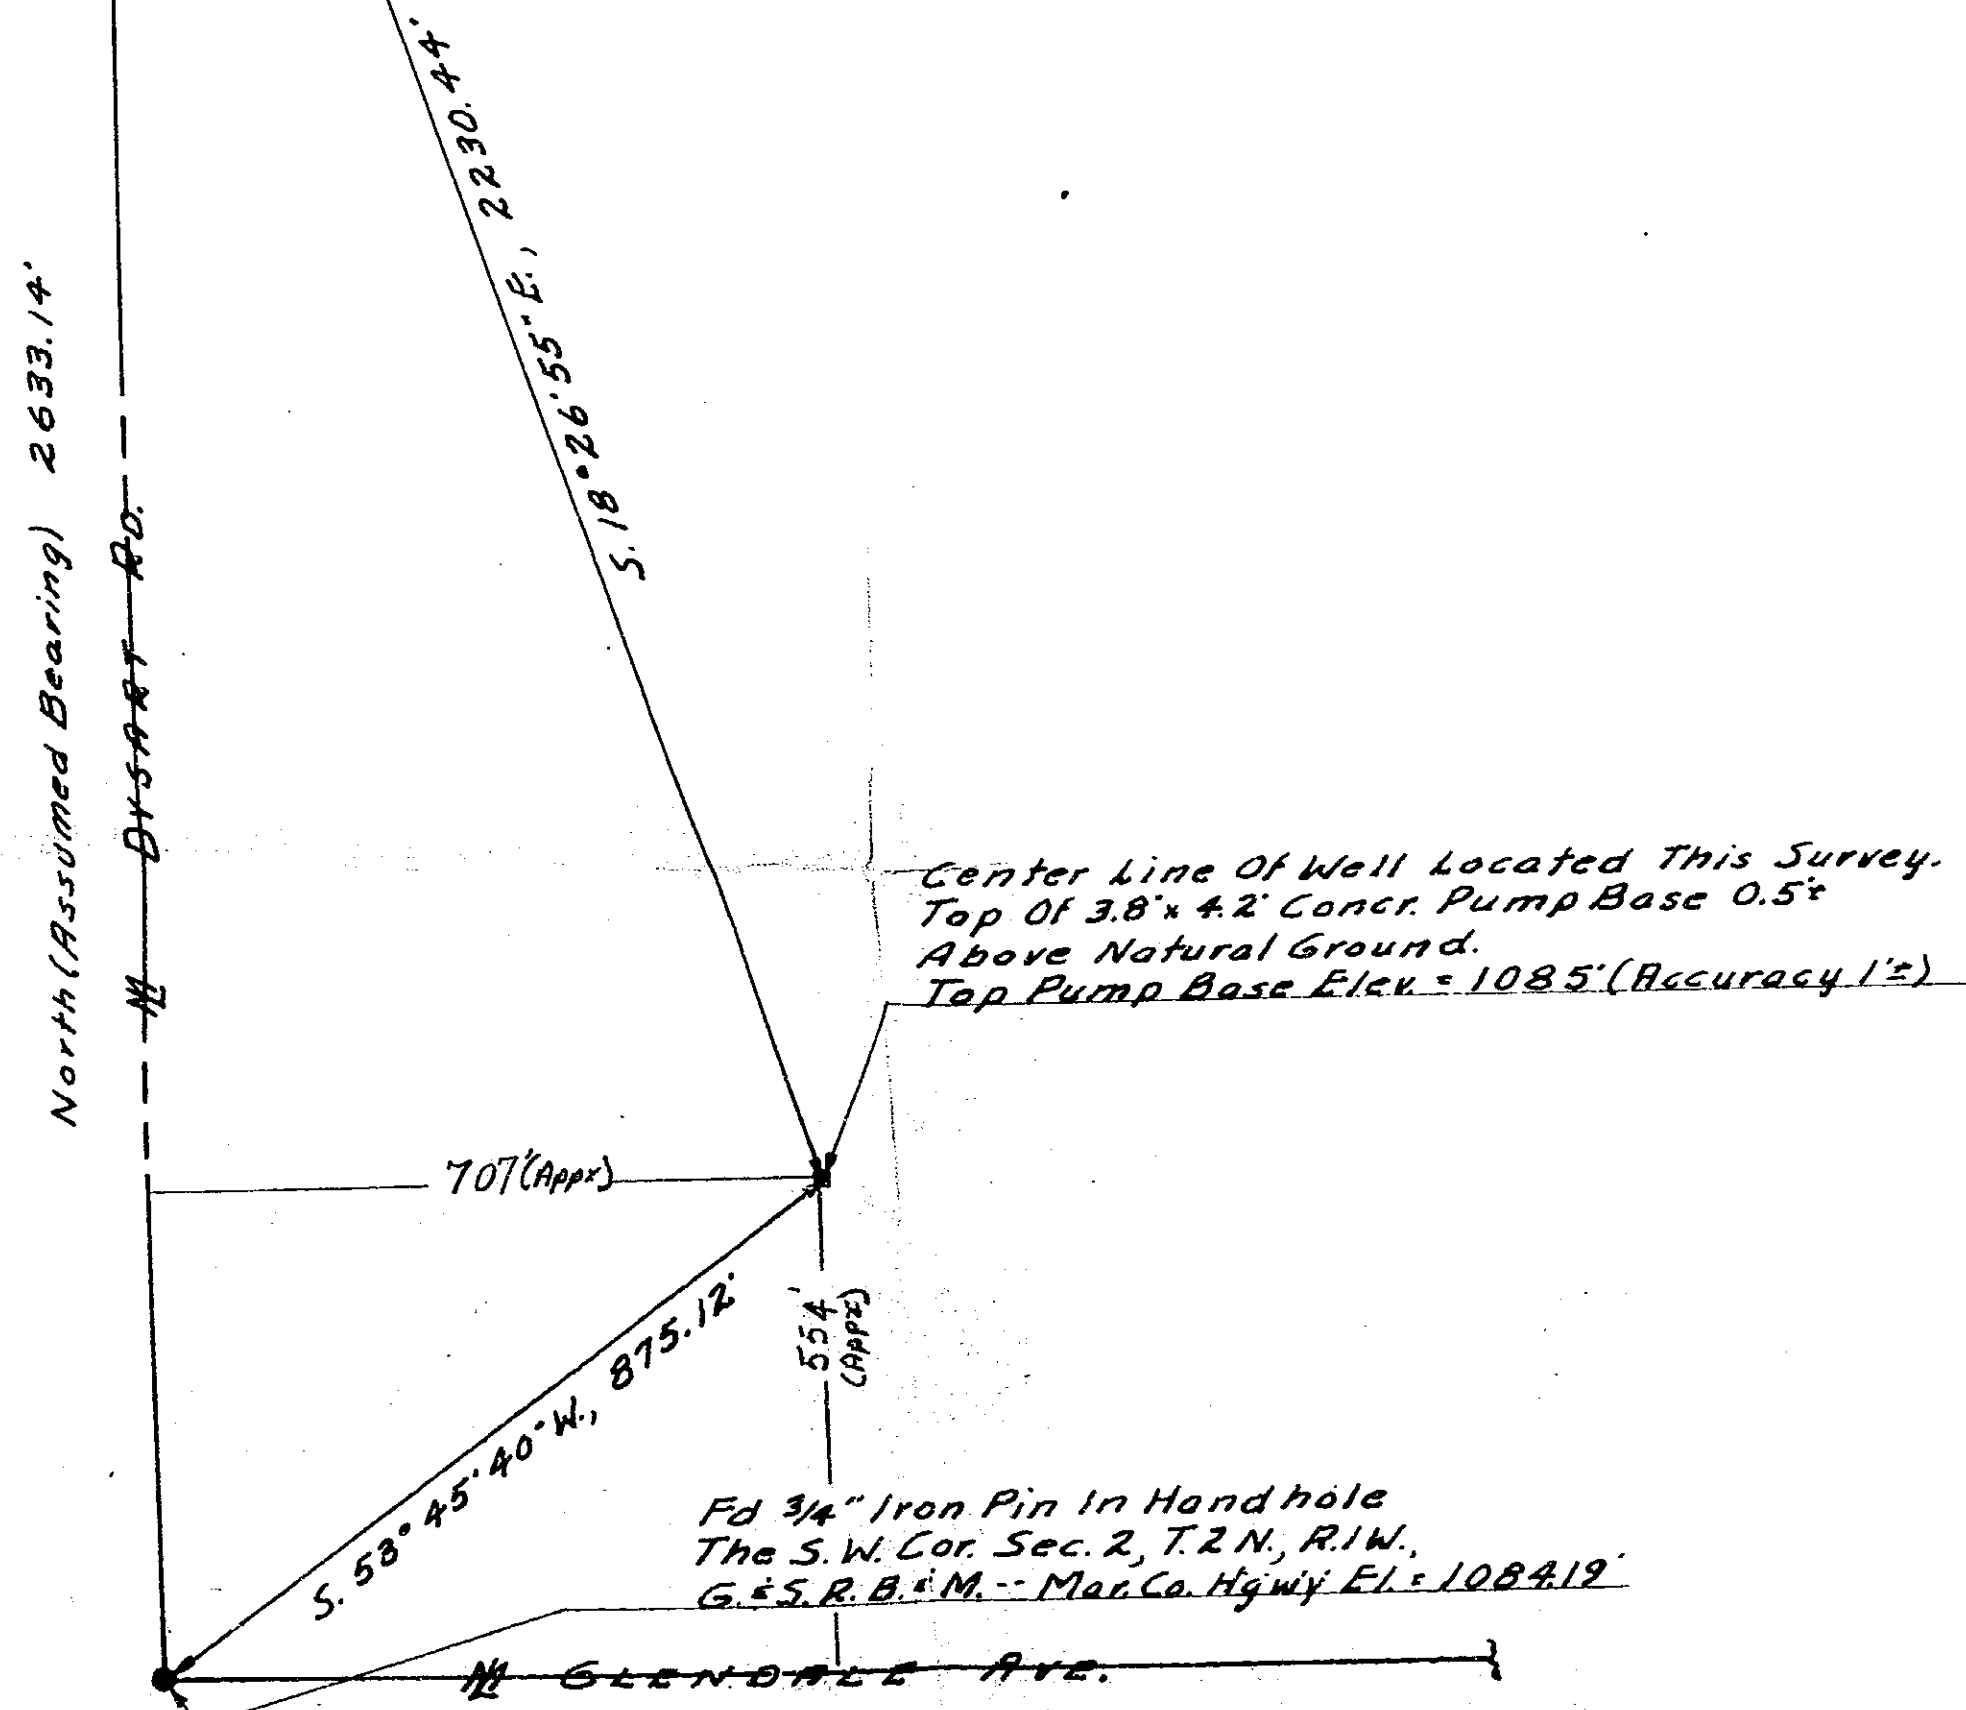 North (Assumed Bearing) 2633.14'
ML DYSART RD.
S. 18° 26' 55" E., 2230.44'
Center Line Of Well Located This Survey.
Top Of 3.8' x 4.2' Concr. Pump Base 0.5'±
Above Natural Ground.
Top Pump Base Elev. = 1085' (Accuracy 1'±)
707' (Appx)
554'
(Appx)
S. 53° 45' 40" W., 875.12'
Fd 3/4" Iron Pin In Handhole
The S.W. Cor. Sec. 2, T. 2 N., R. 1 W.,
G. & S. R. B. & M. -- Mar. Co. Hgwy El. = 1084.19'
ML GLENDALE AVE.